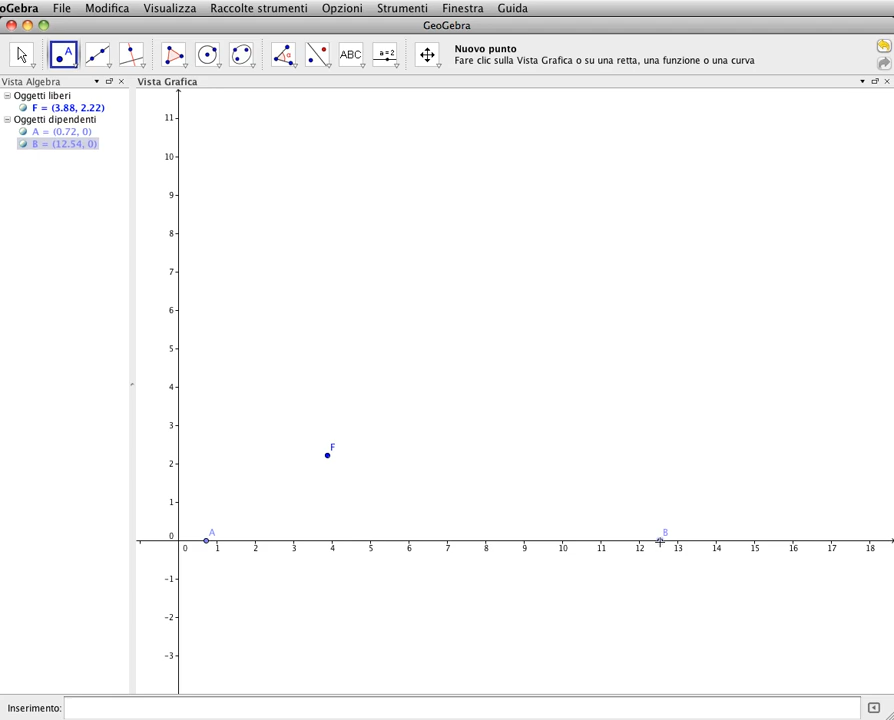 oGebra File Modifica Visualizza Raccolte strumenti Opzioni Strumenti Finestra Guida
GeoGebra
A ABC a=2 α
Nuovo punto
Fare clic sulla Vista Grafica o su una retta, una funzione o una curva
Vista Algebra
Vista Grafica
Oggetti liberi
F = (3.88, 2.22)
Oggetti dipendenti
A = (0.72, 0)
B = (12.54, 0)
11
10
9
8
7
6
5
4
3
F
2
1
0
A
B
0 1 2 3 4 5 6 7 8 9 10 11 12 13 14 15 16 17 18
-1
-2
-3
Inserimento: